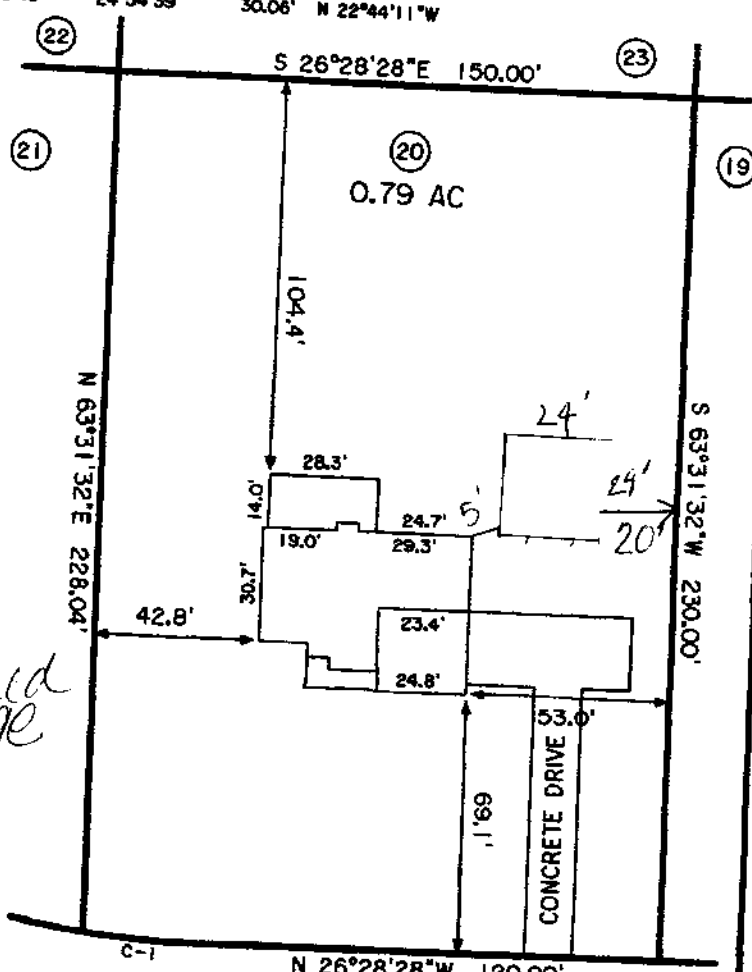 30.06' N 22°44'11"W
22
S 26°28'28"E 150.00'
23
21
20
19
0.79 AC
104.4'
N 63°31'32"E 228.04'
S 63°31'32"W 230.00'
24'
28.3'
14.0'
24.7'
5'
29'
20'
19.0'
29.3'
30.7'
42.8'
23.4'
24.8'
53.0'
69.1'
CONCRETE DRIVE
C-1
N 26°28'28"W 120.00'